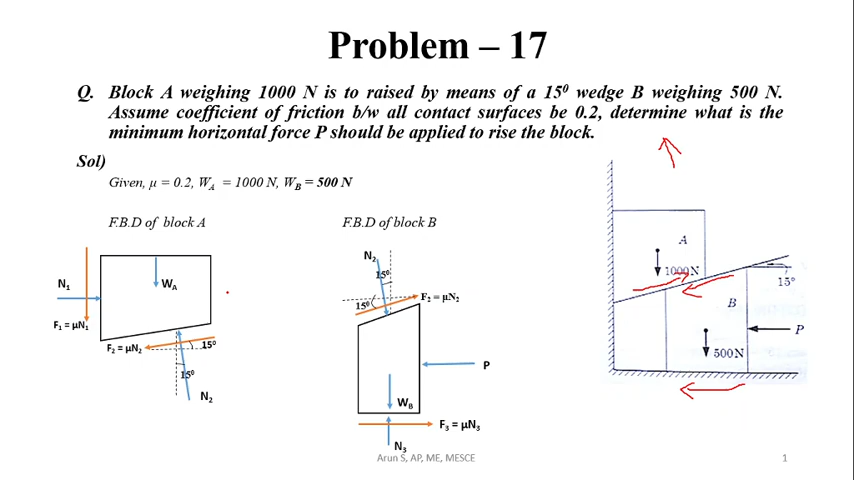 Problem – 17
Q. Block A weighing 1000 N is to raised by means of a 15⁰ wedge B weighing 500 N.
Assume coefficient of friction b/w all contact surfaces be 0.2, determine what is the
minimum horizontal force P should be applied to rise the block.
Sol)
Given, μ = 0.2, W_A = 1000 N, W_B = 500 N
F.B.D of block A
F.B.D of block B
N₁
W_A
F₁ = μN₁
F₂ = μN₂
15⁰
15⁰
N₂
N₂
15⁰
15⁰
F₂ = μN₂
P
W_B
F₃ = μN₃
N₃
A
1000N
15°
B
P
500N
Arun S, AP, ME, MESCE
1